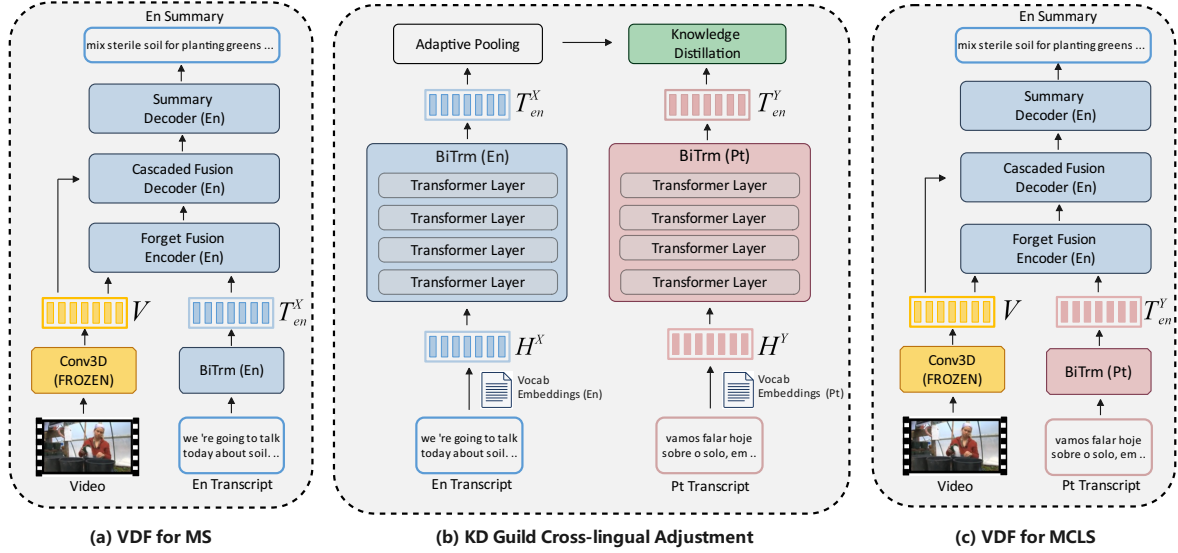 En Summary
mix sterile soil for planting greens ...
Summary
Decoder (En)
Cascaded Fusion
Decoder (En)
Forget Fusion
Encoder (En)
V
T_en^X
Conv3D
(FROZEN)
BiTrm (En)
we 're going to talk
today about soil. ..
Video
En Transcript
(a) VDF for MS
Adaptive Pooling
Knowledge
Distillation
T_en^X
T_en^Y
BiTrm (En)
Transformer Layer
Transformer Layer
Transformer Layer
Transformer Layer
BiTrm (Pt)
Transformer Layer
Transformer Layer
Transformer Layer
Transformer Layer
H^X
H^Y
Vocab
Embeddings (En)
Vocab
Embeddings (Pt)
we 're going to talk
today about soil. ..
vamos falar hoje
sobre o solo, em ..
En Transcript
Pt Transcript
(b) KD Guild Cross-lingual Adjustment
En Summary
mix sterile soil for planting greens ...
Summary
Decoder (En)
Cascaded Fusion
Decoder (En)
Forget Fusion
Encoder (En)
V
T_en^Y
Conv3D
(FROZEN)
BiTrm (Pt)
vamos falar hoje
sobre o solo, em ..
Video
Pt Transcript
(c) VDF for MCLS